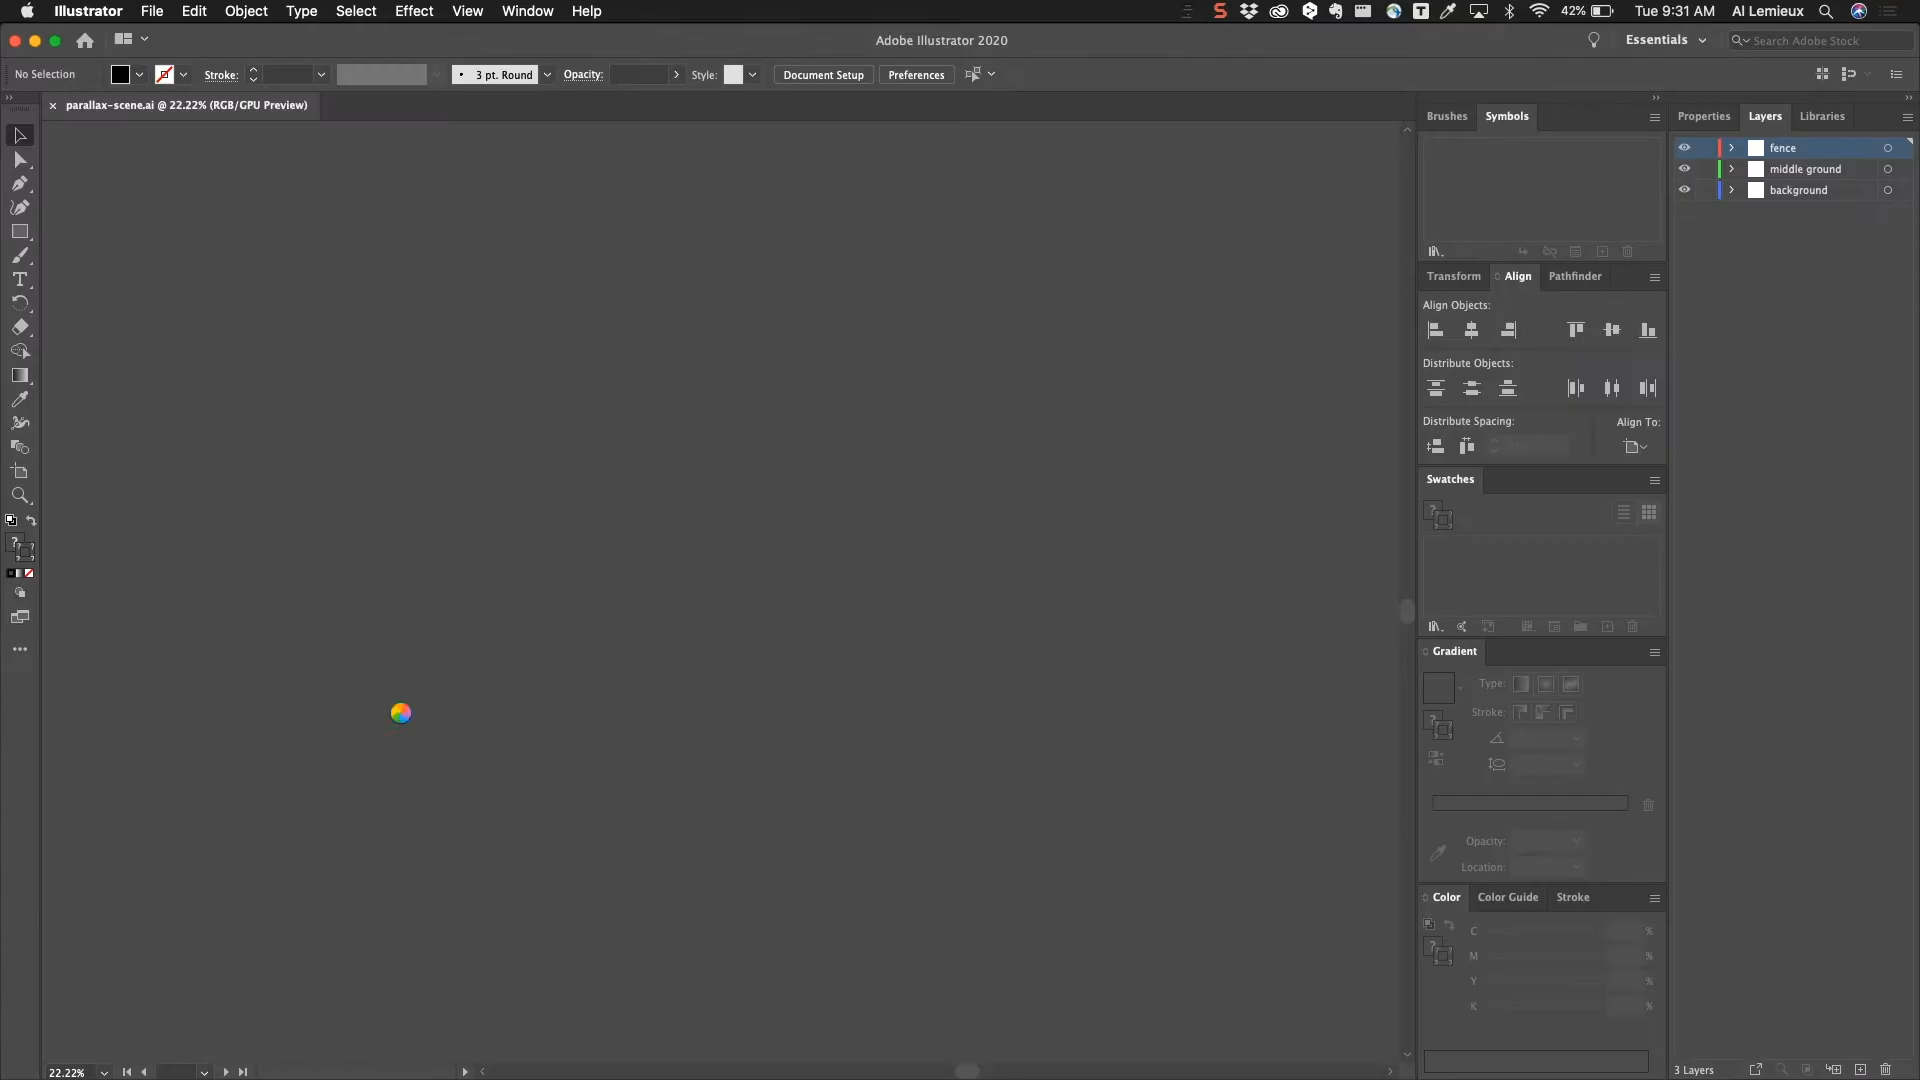 Illustrator File Edit Object Type Select Effect View Window Help
42% Tue 9:31 AM Al Lemieux
Adobe Illustrator 2020
Essentials
Search Adobe Stock
No Selection
Stroke:
3 pt. Round
Opacity:
Style:
Document Setup
Preferences
parallax-scene.ai @ 22.22% (RGB/GPU Preview)
Brushes Symbols
Properties Layers Libraries
fence
middle ground
background
Transform Align Pathfinder
Align Objects:
Distribute Objects:
Distribute Spacing:
Align To:
Swatches
Gradient
Type:
Stroke:
Opacity:
Location:
Color Color Guide Stroke
C %
M %
Y %
K %
22.22%
3 Layers